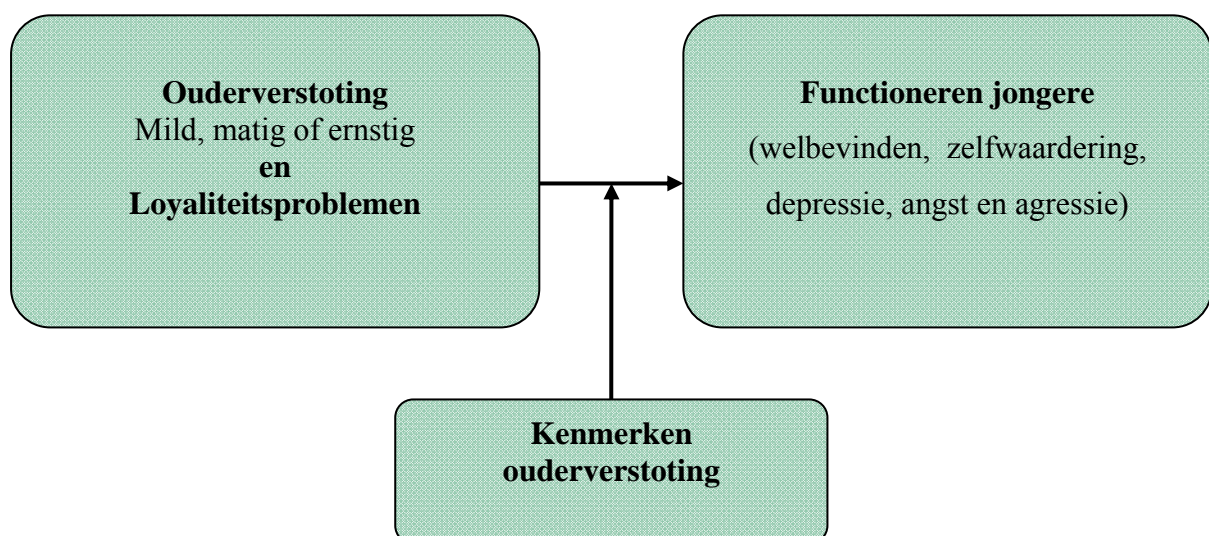 Ouderverstoting
Mild, matig of ernstig
en
Loyaliteitsproblemen
Functioneren jongere
(welbevinden, zelfwaardering,
depressie, angst en agressie)
Kenmerken
ouderverstoting